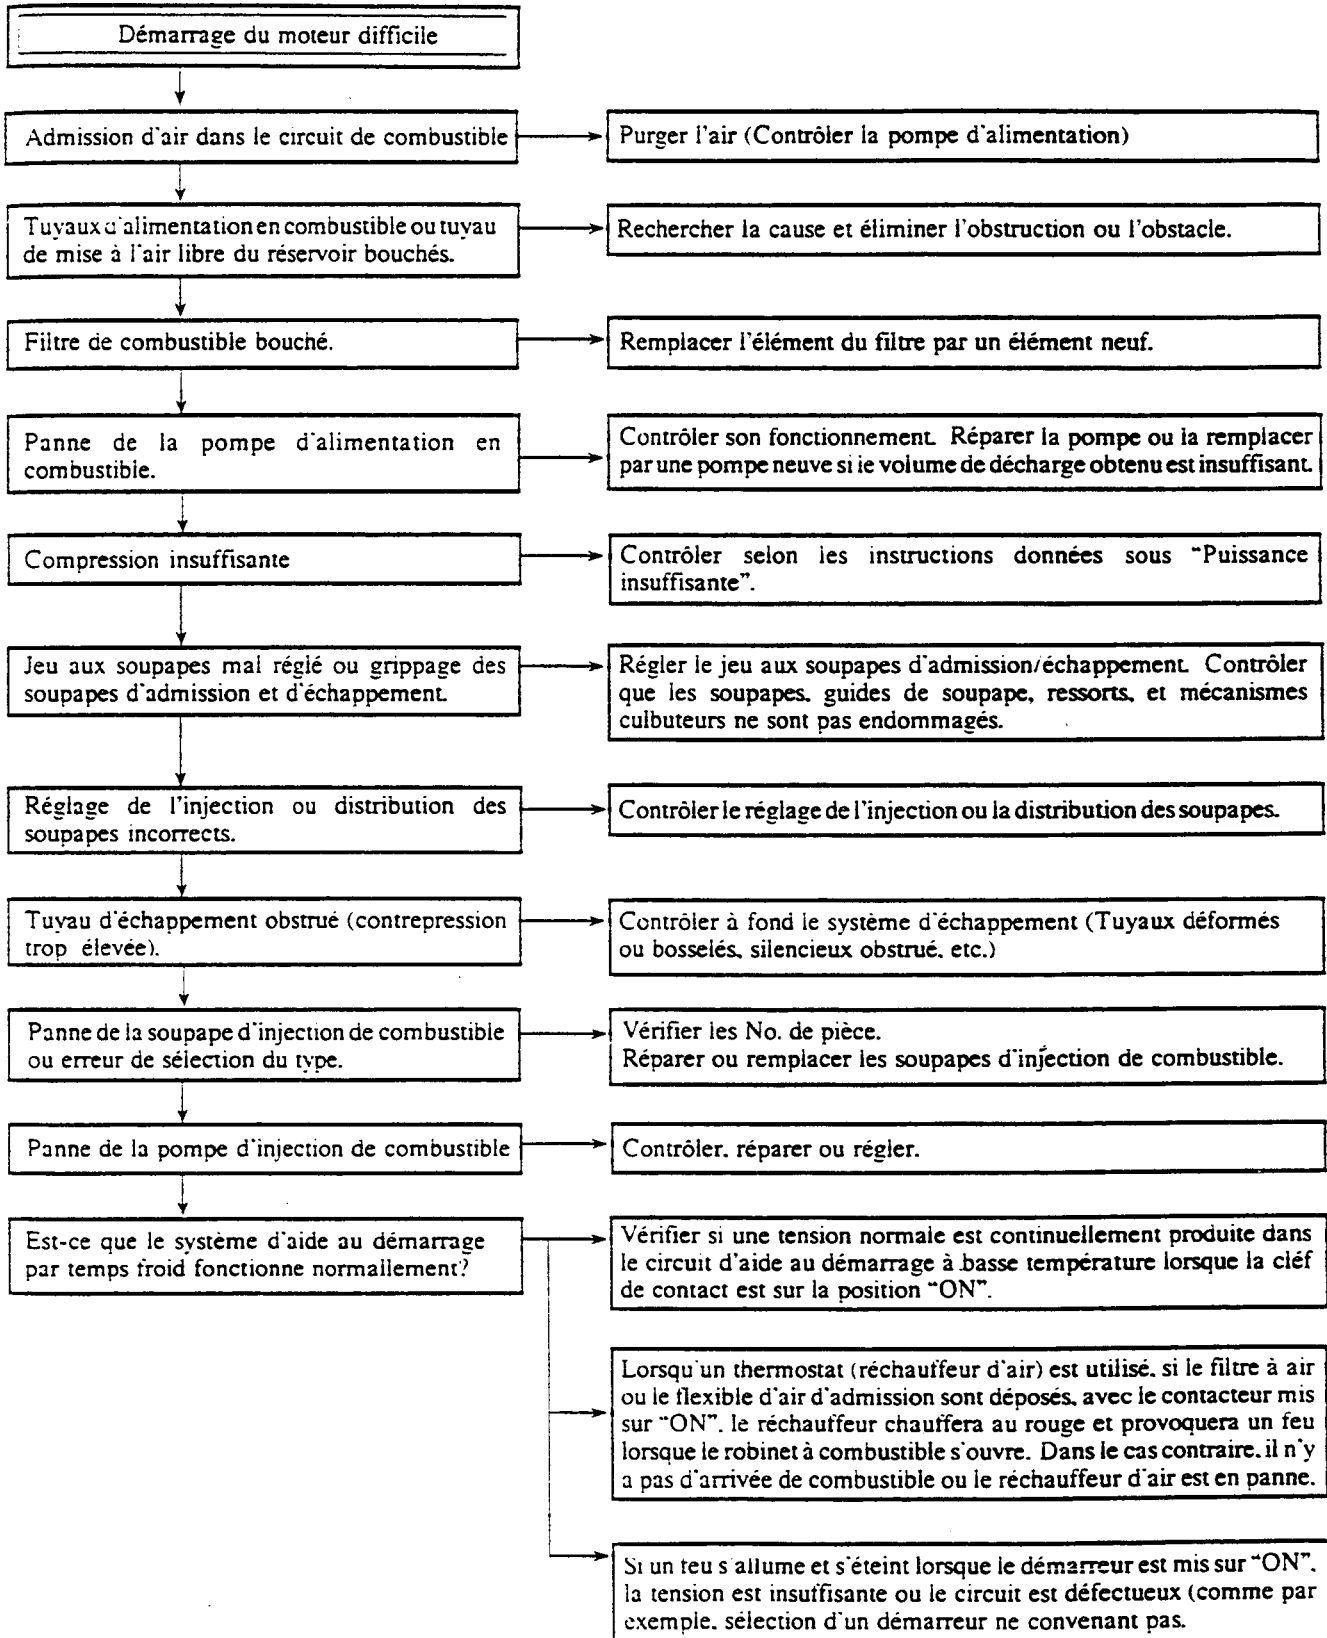 Démarrage du moteur difficile
Admission d'air dans le circuit de combustible
Purger l'air (Contrôler la pompe d'alimentation)
Tuyaux d'alimentation en combustible ou tuyau
de mise à l'air libre du réservoir bouchés.
Rechercher la cause et éliminer l'obstruction ou l'obstacle.
Filtre de combustible bouché.
Remplacer l'élément du filtre par un élément neuf.
Panne de la pompe d'alimentation en
combustible.
Contrôler son fonctionnement. Réparer la pompe ou la remplacer
par une pompe neuve si le volume de décharge obtenu est insuffisant.
Compression insuffisante
Contrôler selon les instructions données sous "Puissance
insuffisante".
Jeu aux soupapes mal réglé ou grippage des
soupapes d'admission et d'échappement.
Régler le jeu aux soupapes d'admission/échappement. Contrôler
que les soupapes, guides de soupape, ressorts, et mécanismes
culbuteurs ne sont pas endommagés.
Réglage de l'injection ou distribution des
soupapes incorrects.
Contrôler le réglage de l'injection ou la distribution des soupapes.
Tuyau d'échappement obstrué (contrepression
trop élevée).
Contrôler à fond le système d'échappement (Tuyaux déformés
ou bosselés, silencieux obstrué, etc.)
Panne de la soupape d'injection de combustible
ou erreur de sélection du type.
Vérifier les No. de pièce.
Réparer ou remplacer les soupapes d'injection de combustible.
Panne de la pompe d'injection de combustible
Contrôler, réparer ou régler.
Est-ce que le système d'aide au démarrage
par temps froid fonctionne normallement?
Vérifier si une tension normale est continuellement produite dans
le circuit d'aide au démarrage à basse température lorsque la cléf
de contact est sur la position "ON".
Lorsqu'un thermostat (réchauffeur d'air) est utilisé, si le filtre à air
ou le flexible d'air d'admission sont déposés, avec le contacteur mis
sur "ON", le réchauffeur chauffera au rouge et provoquera un feu
lorsque le robinet à combustible s'ouvre. Dans le cas contraire, il n'y
a pas d'arrivée de combustible ou le réchauffeur d'air est en panne.
Si un feu s'allume et s'éteint lorsque le démarreur est mis sur "ON",
la tension est insuffisante ou le circuit est défectueux (comme par
exemple, sélection d'un démarreur ne convenant pas.